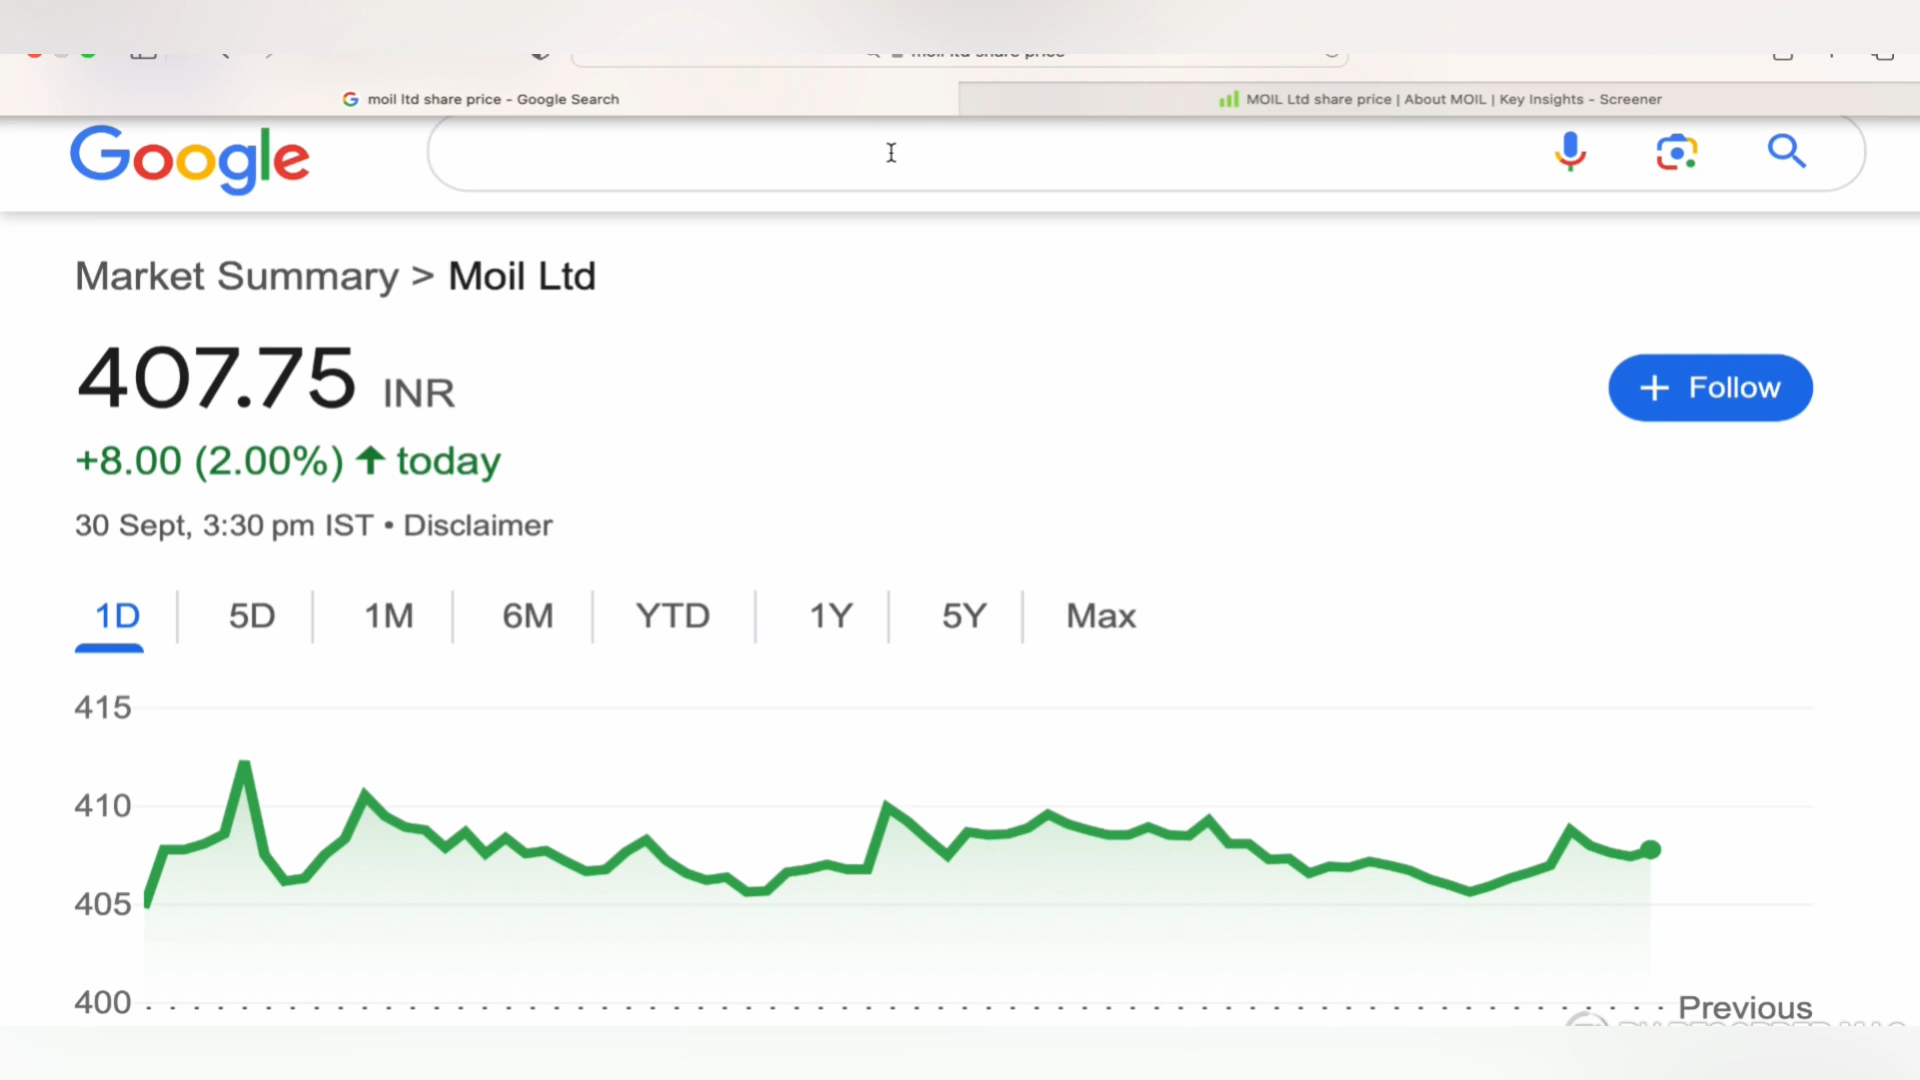 moil ltd share price - Google Search
MOIL Ltd share price | About MOIL | Key Insights - Screener
Google
Market Summary > Moil Ltd
407.75 INR
+ Follow
+8.00 (2.00%) ↑ today
30 Sept, 3:30 pm IST • Disclaimer
1D 5D 1M 6M YTD 1Y 5Y Max
415
410
405
400
Previous